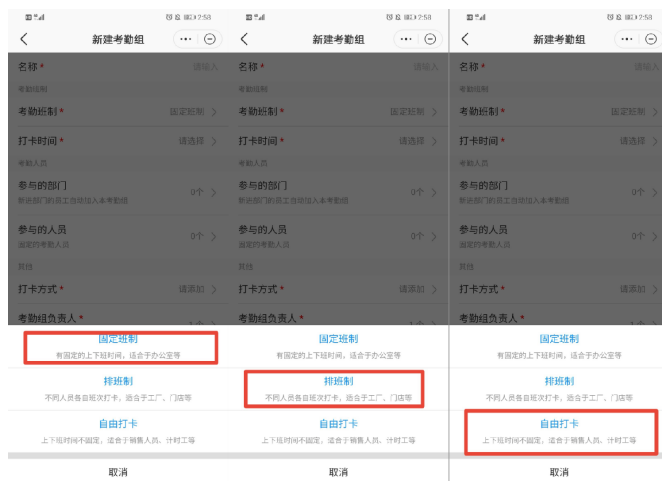 2:58
新建考勤组
名称 *
请输入
考勤班制
考勤班制 *
固定班制
打卡时间 *
请选择
考勤人员
参与的部门
0个
新进部门的员工自动加入本考勤组
参与的人员
0个
固定的考勤人员
其他
打卡方式 *
请添加
考勤组负责人 *
1个
固定班制
有固定的上下班时间，适合于办公室等
排班制
不同人员各自班次打卡，适合于工厂、门店等
自由打卡
上下班时间不固定，适合于销售人员、计时工等
取消
2:58
新建考勤组
名称 *
请输入
考勤班制
考勤班制 *
固定班制
打卡时间 *
请选择
考勤人员
参与的部门
0个
新进部门的员工自动加入本考勤组
参与的人员
0个
固定的考勤人员
其他
打卡方式 *
请添加
考勤组负责人 *
1个
固定班制
有固定的上下班时间，适合于办公室等
排班制
不同人员各自班次打卡，适合于工厂、门店等
自由打卡
上下班时间不固定，适合于销售人员、计时工等
取消
2:58
新建考勤组
名称 *
请输入
考勤班制
考勤班制 *
固定班制
打卡时间 *
请选择
考勤人员
参与的部门
0个
新进部门的员工自动加入本考勤组
参与的人员
0个
固定的考勤人员
其他
打卡方式 *
请添加
考勤组负责人 *
1个
固定班制
有固定的上下班时间，适合于办公室等
排班制
不同人员各自班次打卡，适合于工厂、门店等
自由打卡
上下班时间不固定，适合于销售人员、计时工等
取消